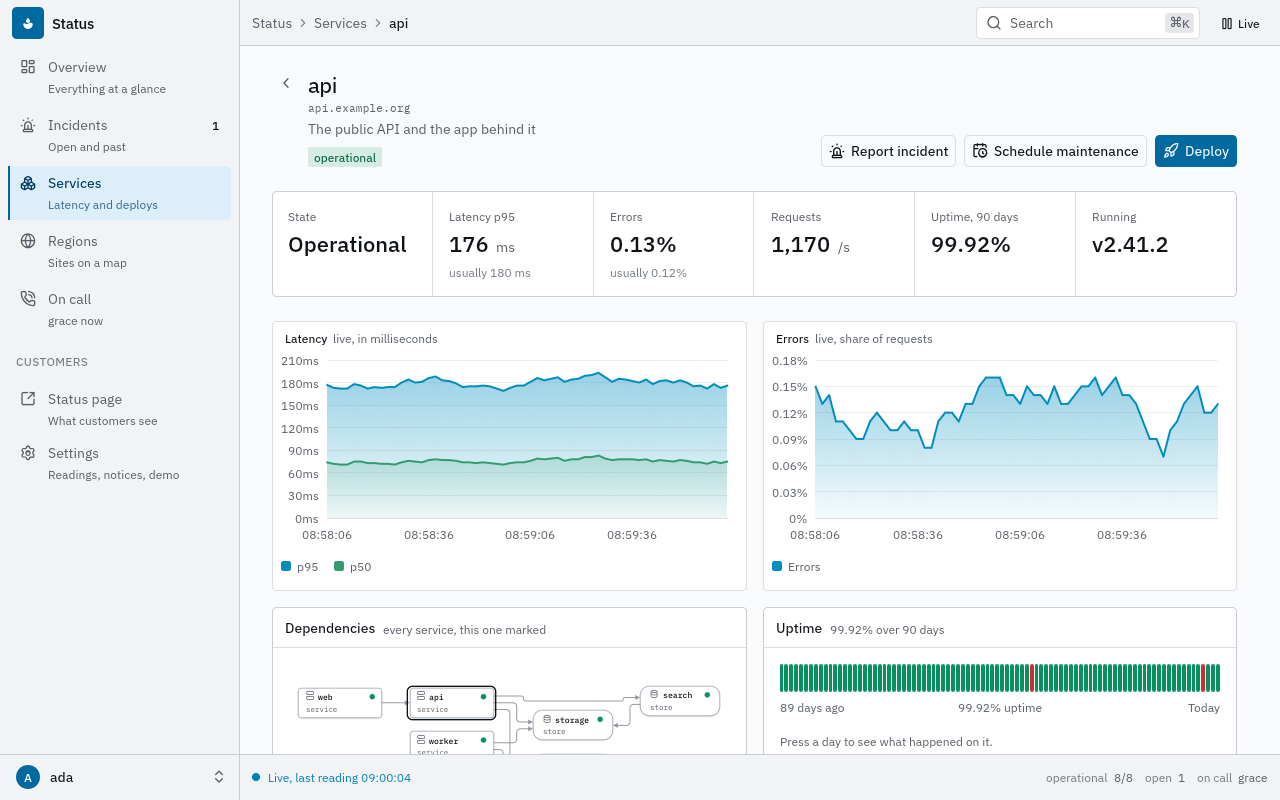 Status
Overview
Everything at a glance
Incidents 1
Open and past
Services
Latency and deploys
Regions
Sites on a map
On call
grace now
CUSTOMERS
Status page
What customers see
Settings
Readings, notices, demo
A ada
Status > Services > api
Search ⌘K
Live
api
api.example.org
The public API and the app behind it
operational
Report incident
Schedule maintenance
Deploy
State
Operational
Latency p95
176 ms
usually 180 ms
Errors
0.13%
usually 0.12%
Requests
1,170 /s
Uptime, 90 days
99.92%
Running
v2.41.2
Latency live, in milliseconds
210ms
180ms
150ms
120ms
90ms
60ms
30ms
0ms
08:58:06 08:58:36 08:59:06 08:59:36
p95 p50
Errors live, share of requests
0.18%
0.15%
0.12%
0.09%
0.06%
0.03%
0%
08:58:06 08:58:36 08:59:06 08:59:36
Errors
Dependencies every service, this one marked
web
service
api
service
worker
service
storage
store
search
store
Uptime 99.92% over 90 days
89 days ago 99.92% uptime Today
Press a day to see what happened on it.
Live, last reading 09:00:04
operational 8/8 open 1 on call grace